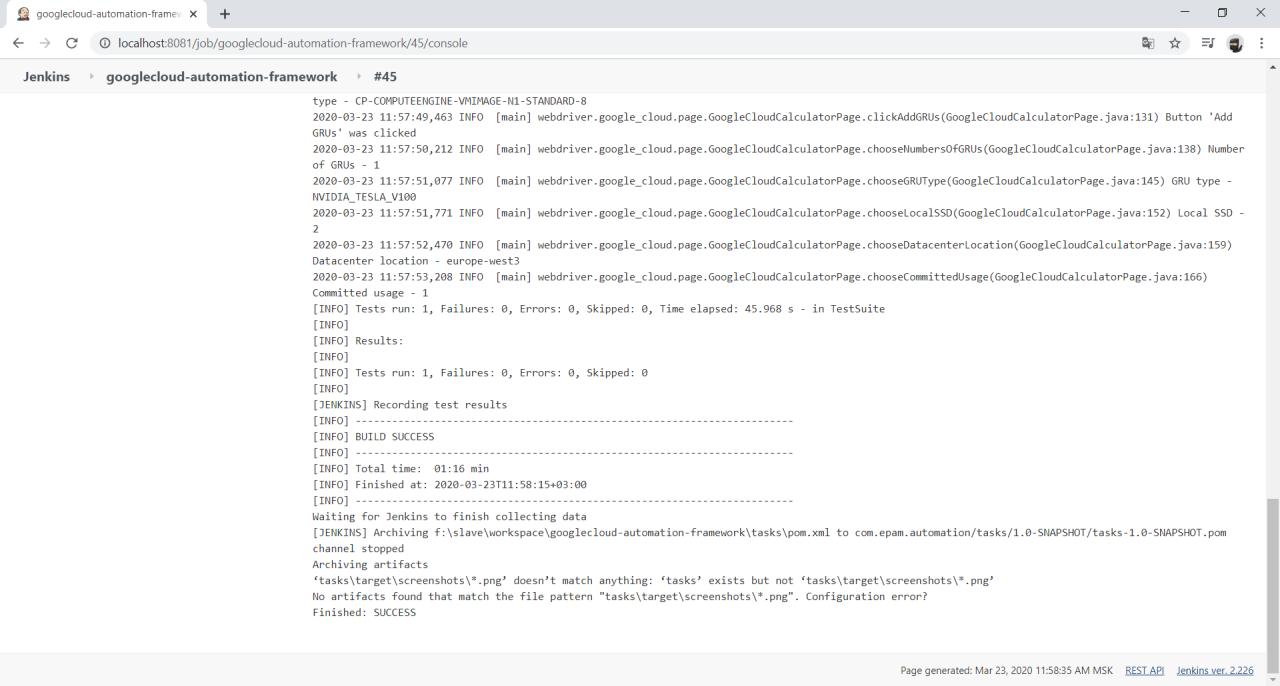 googlecloud-automation-framew
localhost:8081/job/googlecloud-automation-framework/45/console
Jenkins googlecloud-automation-framework #45
type - CP-COMPUTEENGINE-VMIMAGE-N1-STANDARD-8
2020-03-23 11:57:49,463 INFO  [main] webdriver.google_cloud.page.GoogleCloudCalculatorPage.clickAddGRUs(GoogleCloudCalculatorPage.java:131) Button 'Add
GRUs' was clicked
2020-03-23 11:57:50,212 INFO  [main] webdriver.google_cloud.page.GoogleCloudCalculatorPage.chooseNumbersOfGRUs(GoogleCloudCalculatorPage.java:138) Number
of GRUs - 1
2020-03-23 11:57:51,077 INFO  [main] webdriver.google_cloud.page.GoogleCloudCalculatorPage.chooseGRUType(GoogleCloudCalculatorPage.java:145) GRU type -
NVIDIA_TESLA_V100
2020-03-23 11:57:51,771 INFO  [main] webdriver.google_cloud.page.GoogleCloudCalculatorPage.chooseLocalSSD(GoogleCloudCalculatorPage.java:152) Local SSD -
2
2020-03-23 11:57:52,470 INFO  [main] webdriver.google_cloud.page.GoogleCloudCalculatorPage.chooseDatacenterLocation(GoogleCloudCalculatorPage.java:159)
Datacenter location - europe-west3
2020-03-23 11:57:53,208 INFO  [main] webdriver.google_cloud.page.GoogleCloudCalculatorPage.chooseCommittedUsage(GoogleCloudCalculatorPage.java:166)
Committed usage - 1
[INFO] Tests run: 1, Failures: 0, Errors: 0, Skipped: 0, Time elapsed: 45.968 s - in TestSuite
[INFO]
[INFO] Results:
[INFO]
[INFO] Tests run: 1, Failures: 0, Errors: 0, Skipped: 0
[INFO]
[JENKINS] Recording test results
[INFO] ------------------------------------------------------------------------
[INFO] BUILD SUCCESS
[INFO] ------------------------------------------------------------------------
[INFO] Total time:  01:16 min
[INFO] Finished at: 2020-03-23T11:58:15+03:00
[INFO] ------------------------------------------------------------------------
Waiting for Jenkins to finish collecting data
[JENKINS] Archiving f:\slave\workspace\googlecloud-automation-framework\tasks\pom.xml to com.epam.automation/tasks/1.0-SNAPSHOT/tasks-1.0-SNAPSHOT.pom
channel stopped
Archiving artifacts
‘tasks\target\screenshots\*.png’ doesn’t match anything: ‘tasks’ exists but not ‘tasks\target\screenshots\*.png’
No artifacts found that match the file pattern "tasks\target\screenshots\*.png". Configuration error?
Finished: SUCCESS
Page generated: Mar 23, 2020 11:58:35 AM MSK REST API Jenkins ver. 2.226